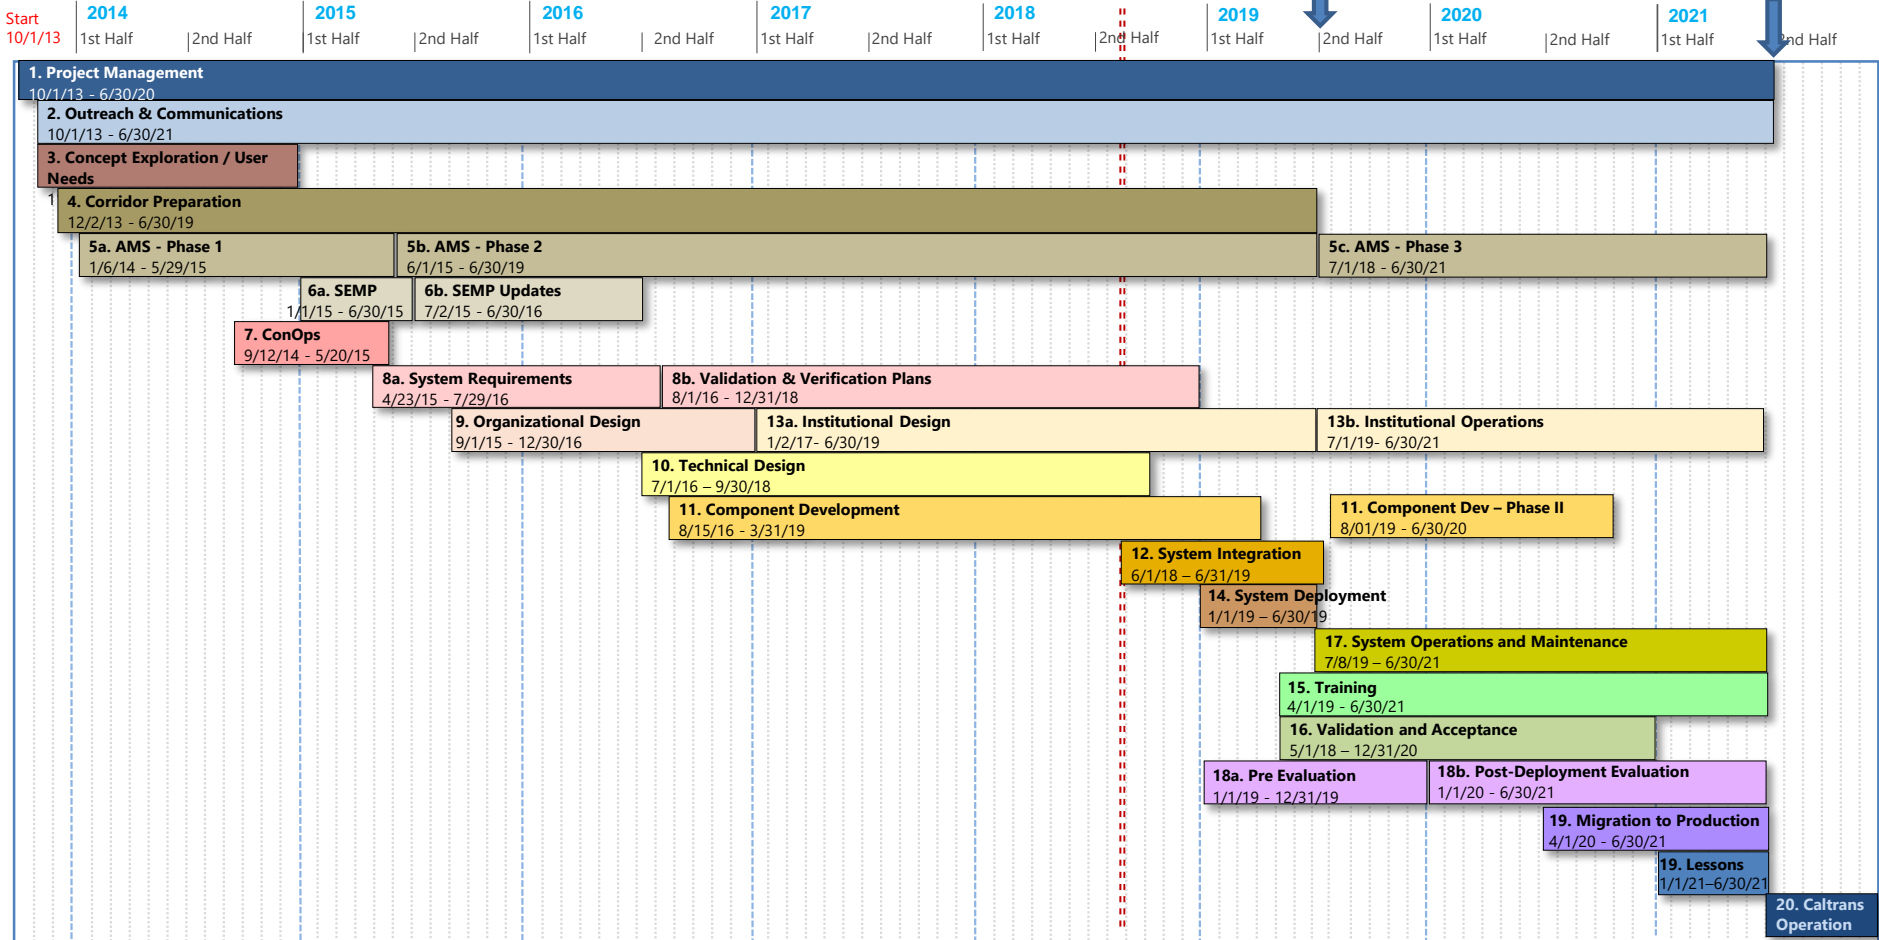 Start
10/1/13
2014
2015
2016
2017
2018
2019
2020
2021
1st Half
2nd Half
1st Half
2nd Half
1st Half
2nd Half
1st Half
2nd Half
1st Half
2nd Half
1st Half
2nd Half
1st Half
2nd Half
1st Half
2nd Half
1. Project Management
10/1/13 - 6/30/20
2. Outreach & Communications
10/1/13 - 6/30/21
3. Concept Exploration / User
Needs
1
4. Corridor Preparation
12/2/13 - 6/30/19
5a. AMS - Phase 1
1/6/14 - 5/29/15
5b. AMS - Phase 2
6/1/15 - 6/30/19
5c. AMS - Phase 3
7/1/18 - 6/30/21
6a. SEMP
1/1/15 - 6/30/15
6b. SEMP Updates
7/2/15 - 6/30/16
7. ConOps
9/12/14 - 5/20/15
8a. System Requirements
4/23/15 - 7/29/16
8b. Validation & Verification Plans
8/1/16 - 12/31/18
9. Organizational Design
9/1/15 - 12/30/16
13a. Institutional Design
1/2/17- 6/30/19
13b. Institutional Operations
7/1/19- 6/30/21
10. Technical Design
7/1/16 – 9/30/18
11. Component Development
8/15/16 - 3/31/19
11. Component Dev – Phase II
8/01/19 - 6/30/20
12. System Integration
6/1/18 – 6/31/19
14. System Deployment
1/1/19 – 6/30/19
17. System Operations and Maintenance
7/8/19 – 6/30/21
15. Training
4/1/19 - 6/30/21
16. Validation and Acceptance
5/1/18 – 12/31/20
18a. Pre Evaluation
1/1/19 - 12/31/19
18b. Post-Deployment Evaluation
1/1/20 - 6/30/21
19. Migration to Production
4/1/20 - 6/30/21
19. Lessons
1/1/21–6/30/21
20. Caltrans
Operation